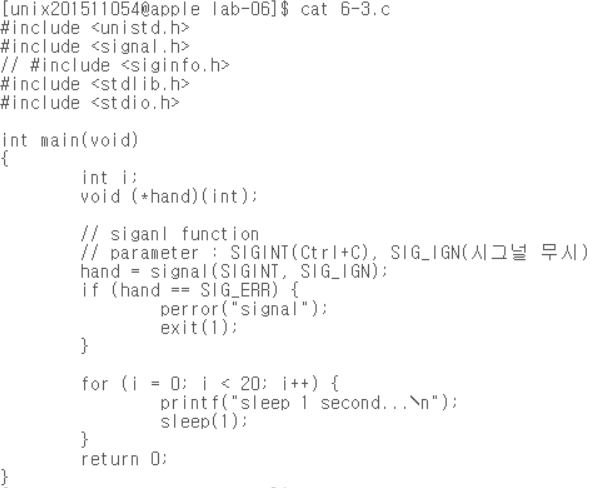 [unix201511054@apple lab-06]$ cat 6-3.c
#include <unistd.h>
#include <signal.h>
// #include <siginfo.h>
#include <stdlib.h>
#include <stdio.h>

int main(void)
{
        int i;
        void (*hand)(int);

        // siganl function
        // parameter : SIGINT(Ctrl+C), SIG_IGN(시그널 무시)
        hand = signal(SIGINT, SIG_IGN);
        if (hand == SIG_ERR) {
                perror("signal");
                exit(1);
        }

        for (i = 0; i < 20; i++) {
                printf("sleep 1 second...\n");
                sleep(1);
        }
        return 0;
}